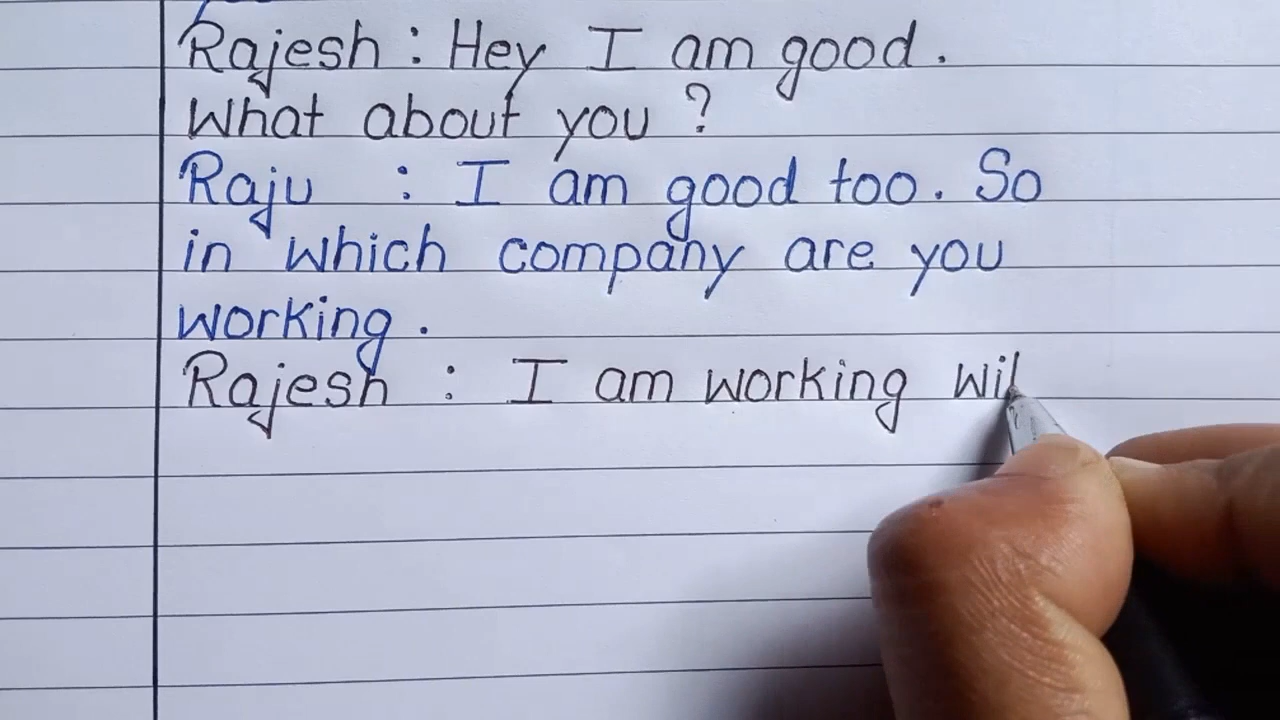 Rajesh : Hey I am good.
What about you ?
Raju : I am good too. So
in which company are you
working.
Rajesh : I am working